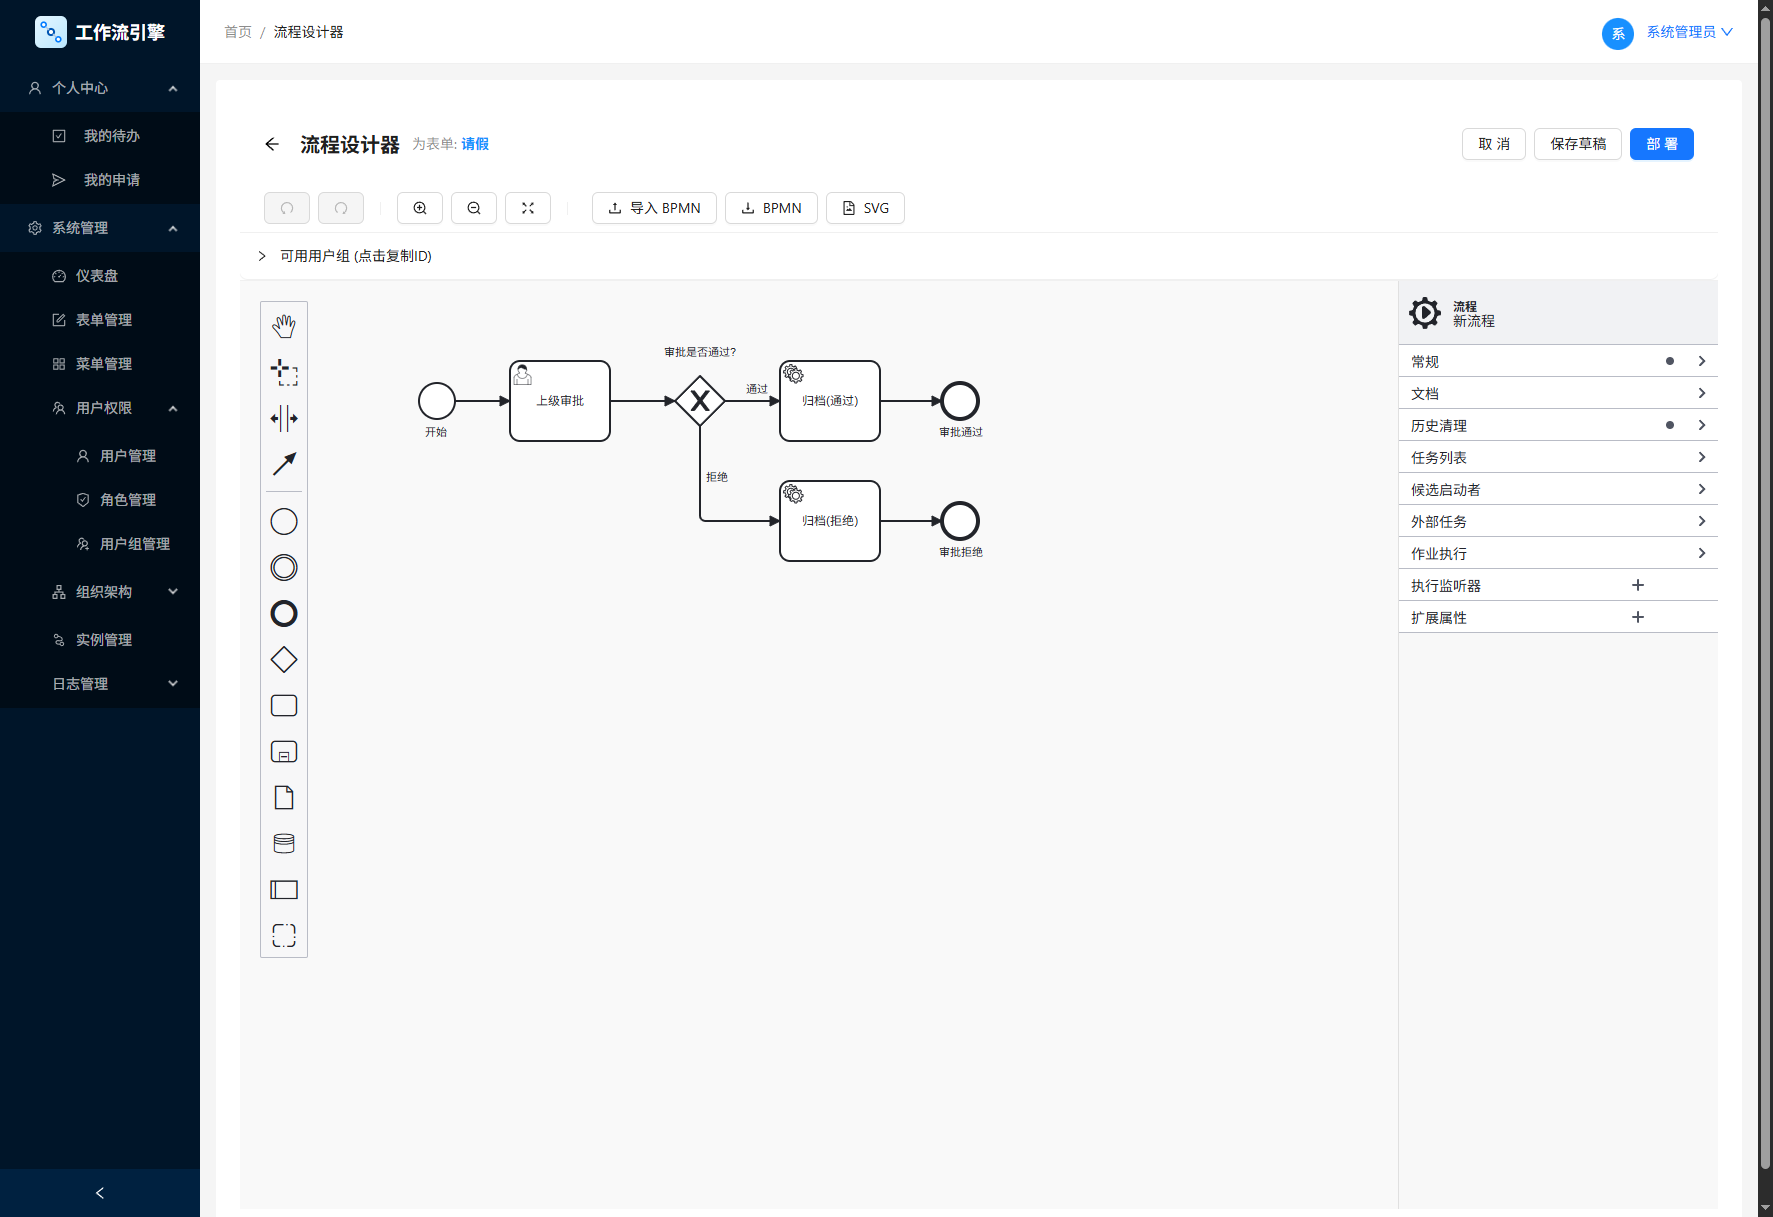 工作流引擎
个人中心
我的待办
我的申请
系统管理
仪表盘
表单管理
菜单管理
用户权限
用户管理
角色管理
用户组管理
组织架构
实例管理
日志管理
首页 / 流程设计器
系 系统管理员
流程设计器 为表单: 请假
取 消 保存草稿 部 署
导入 BPMN BPMN SVG
可用用户组 (点击复制ID)
审批是否通过?
开始
上级审批
通过
归档(通过)
审批通过
拒绝
归档(拒绝)
审批拒绝
流程
新流程
常规
文档
历史清理
任务列表
候选启动者
外部任务
作业执行
执行监听器
扩展属性